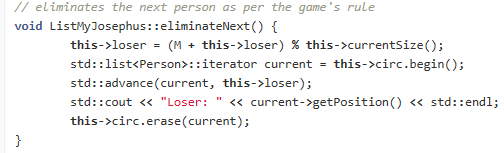 // eliminates the next person as per the game's rule
void ListMyJosephus::eliminateNext() {
        this->loser = (M + this->loser) % this->currentSize();
        std::list<Person>::iterator current = this->circ.begin();
        std::advance(current, this->loser);
        std::cout << "Loser: " << current->getPosition() << std::endl;
        this->circ.erase(current);
}